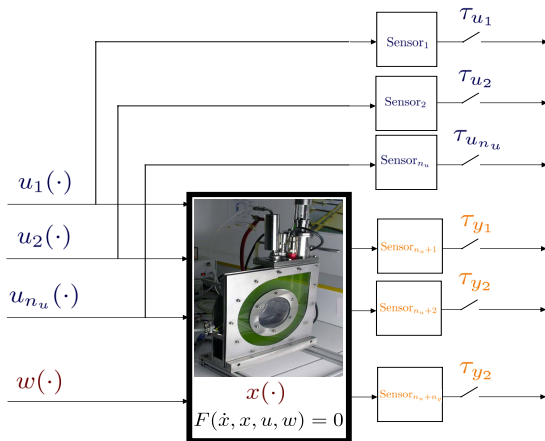 Sensor₁ τ_{u₁}
Sensor₂ τ_{u₂}
Sensor_{n_u} τ_{u_{n_u}}
u₁(·)
u₂(·)
u_{n_u}(·)
w(·)
Sensor_{n_u+1} τ_{y₁}
Sensor_{n_u+2} τ_{y₂}
Sensor_{n_u+n_y} τ_{y₂}
x(·)
F(ẋ, x, u, w) = 0